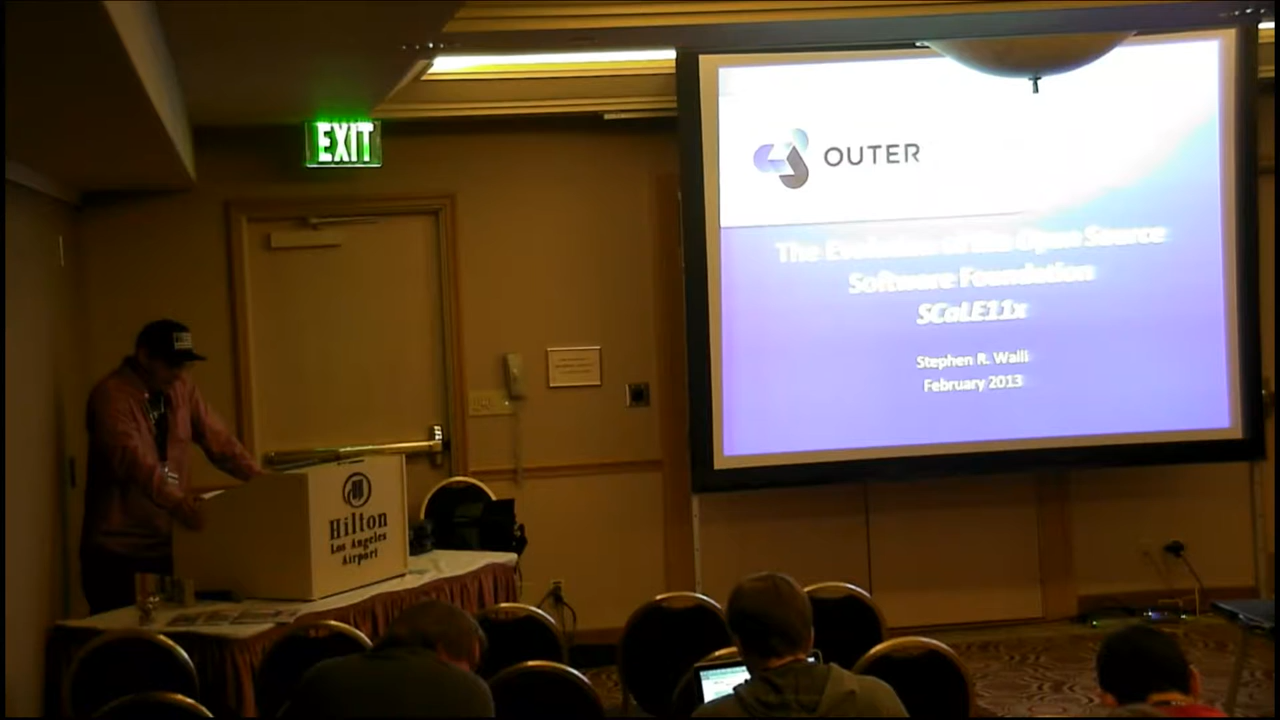 EXIT
OUTER
The Evolution of the Open Source
Software Foundation
SCaLE11x
Stephen R. Walli
February 2013
Hilton
Los Angeles
Airport